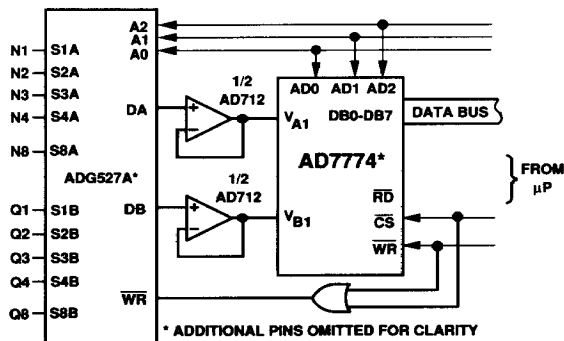 A2
A1
A0
N1 S1A
N2 S2A
N3 S3A
N4 S4A
N8 S8A
ADG527A*
Q1 S1B
Q2 S2B
Q3 S3B
Q4 S4B
Q8 S8B
DA
DB
WR
1/2
AD712
+
−
1/2
AD712
+
−
AD0 AD1 AD2
VA1
DB0-DB7
AD7774*
VB1
RD
CS
WR
DATA BUS
FROM
μP
* ADDITIONAL PINS OMITTED FOR CLARITY